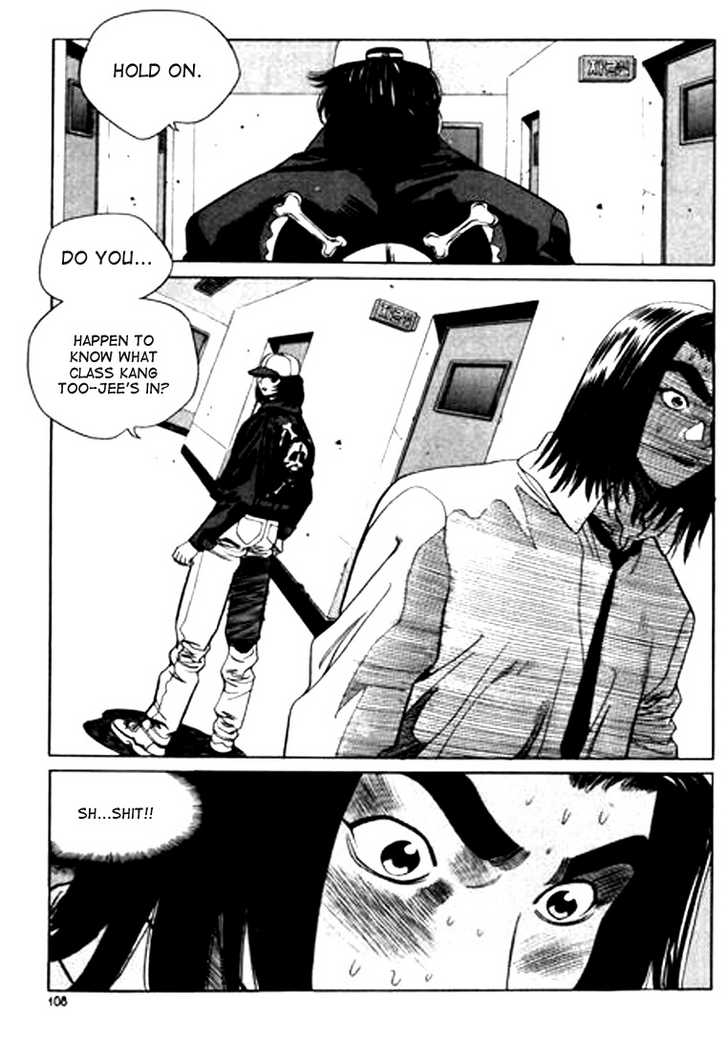 HOLD ON.
DO YOU...
HAPPEN TO
KNOW WHAT
CLASS KANG
TOO-JEE'S IN?
SH...SHIT!!
108